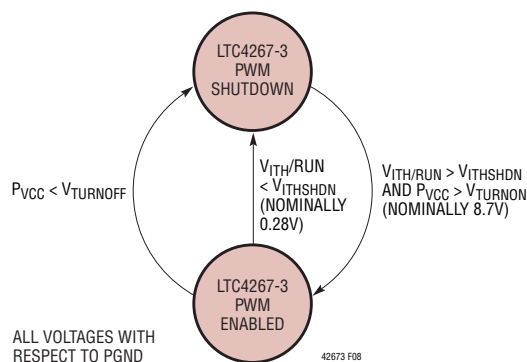 LTC4267-3
PWM
SHUTDOWN
PVCC < VTURNOFF
VITH/RUN
< VITHSHDN
(NOMINALLY
0.28V)
VITH/RUN > VITHSHDN
AND PVCC > VTURNON
(NOMINALLY 8.7V)
LTC4267-3
PWM
ENABLED
ALL VOLTAGES WITH
RESPECT TO PGND
42673 F08